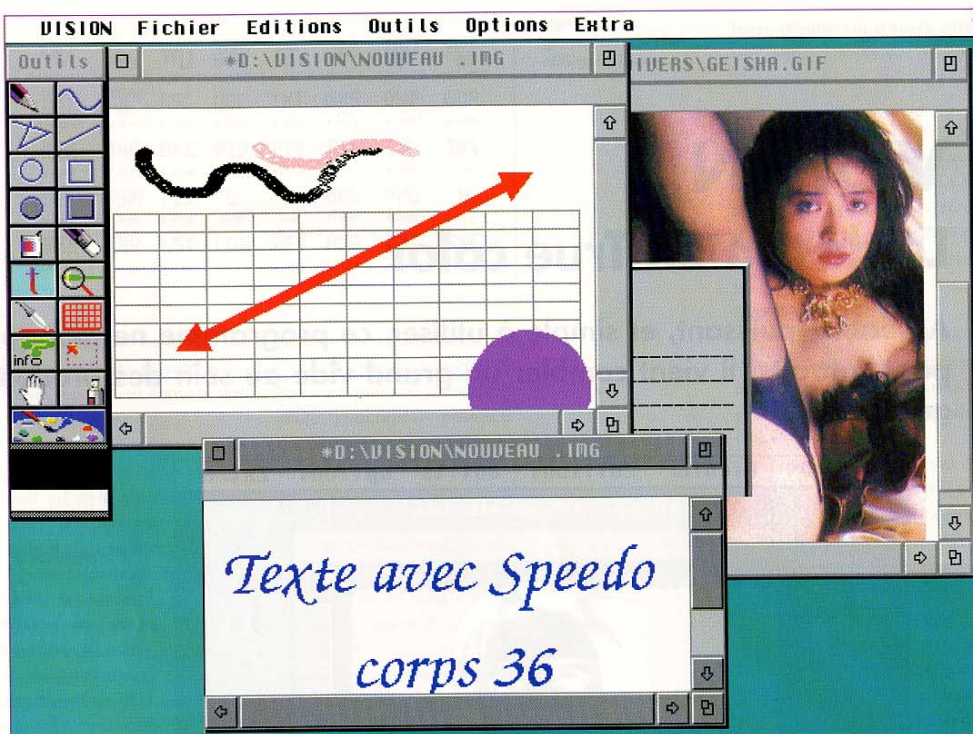 VISION Fichier Editions Outils Options Extra
Outils
*D:\VISION\NOUVEAU .IMG
IVERS\GEISHA.GIF
info
*D:\VISION\NOUVEAU .IMG
Texte avec Speedo
corps 36